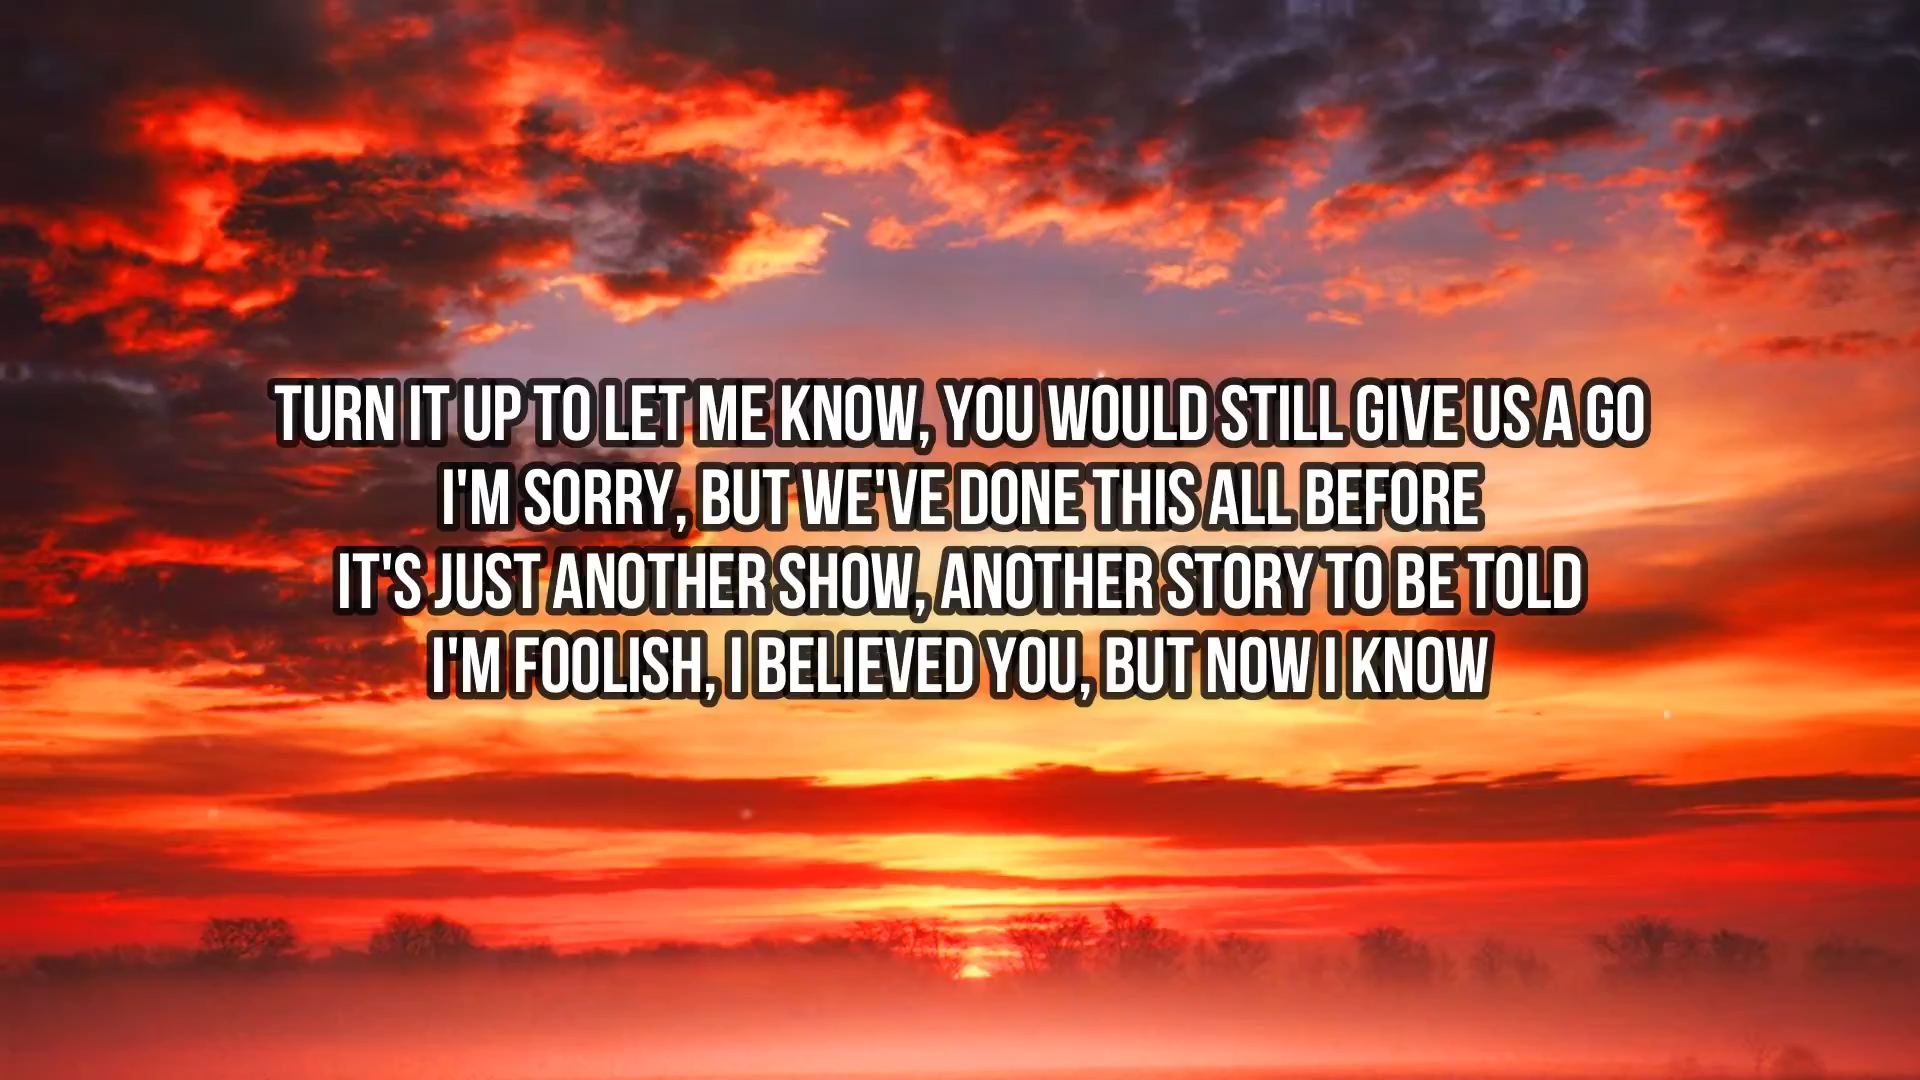 TURN IT UP TO LET ME KNOW, YOU WOULD STILL GIVE US A GO
I'M SORRY, BUT WE'VE DONE THIS ALL BEFORE
IT'S JUST ANOTHER SHOW, ANOTHER STORY TO BE TOLD
I'M FOOLISH, I BELIEVED YOU, BUT NOW I KNOW